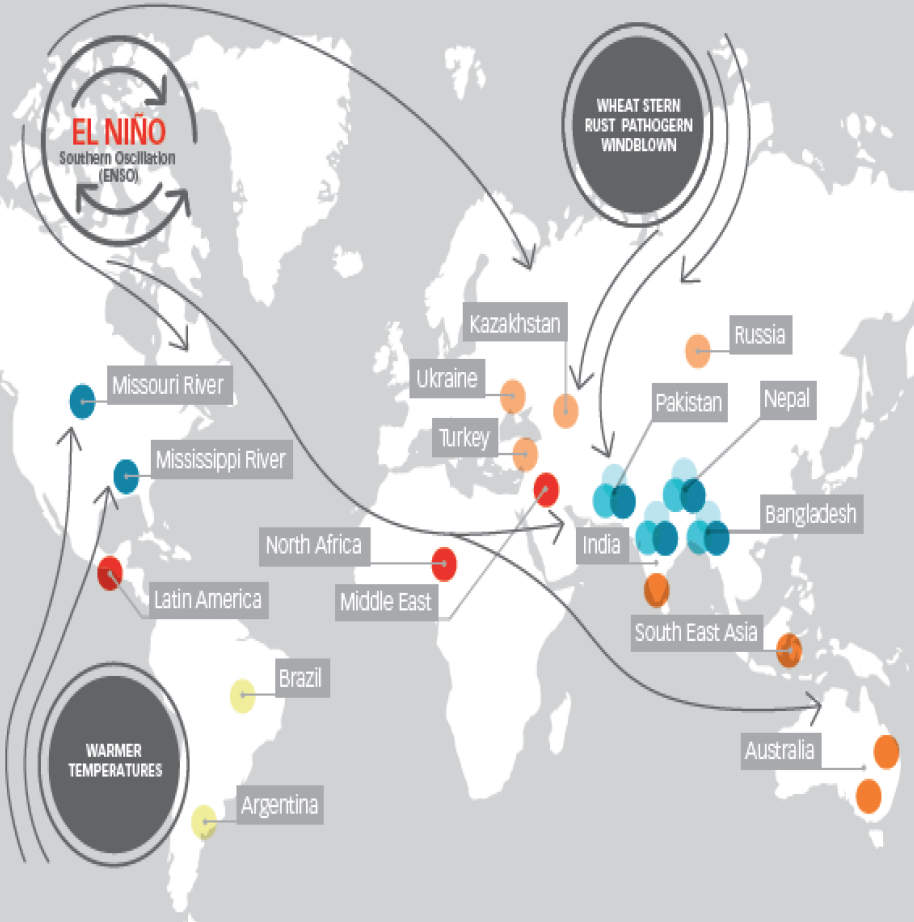 EL NIÑO
Southern Oscillation
(ENSO)
WHEAT STERN
RUST PATHOGERN
WINDBLOWN
Kazakhstan
Russia
Ukraine
Missouri River
Pakistan
Nepal
Turkey
Mississippi River
Bangladesh
North Africa
India
Middle East
Latin America
South East Asia
Brazil
WARMER
TEMPERATURES
Australia
Argentina